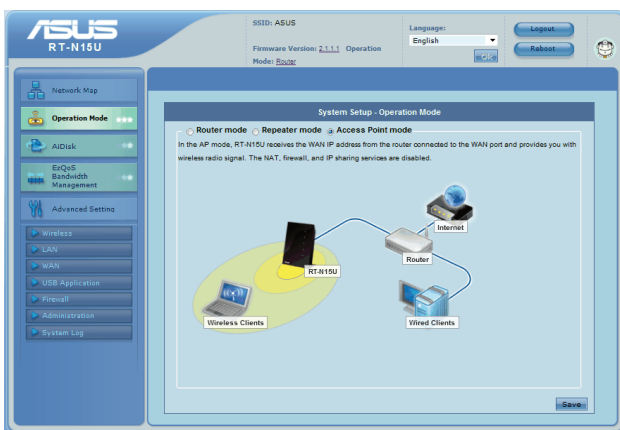 ASUS
RT-N15U
SSID: ASUS
Firmware Version: 2.1.1.1 Operation
Mode: Router
Language:
English
OK
Logout
Reboot
Network Map
Operation Mode
AiDisk
EzQoS
Bandwidth
Management
Advanced Setting
Wireless
LAN
WAN
USB Application
Firewall
Administration
System Log
System Setup - Operation Mode
Router mode Repeater mode Access Point mode
In the AP mode, RT-N15U receives the WAN IP address from the router connected to the WAN port and provides you with
wireless radio signal. The NAT, firewall, and IP sharing services are disabled.
Internet
Router
RT-N15U
Wireless Clients
Wired Clients
Save